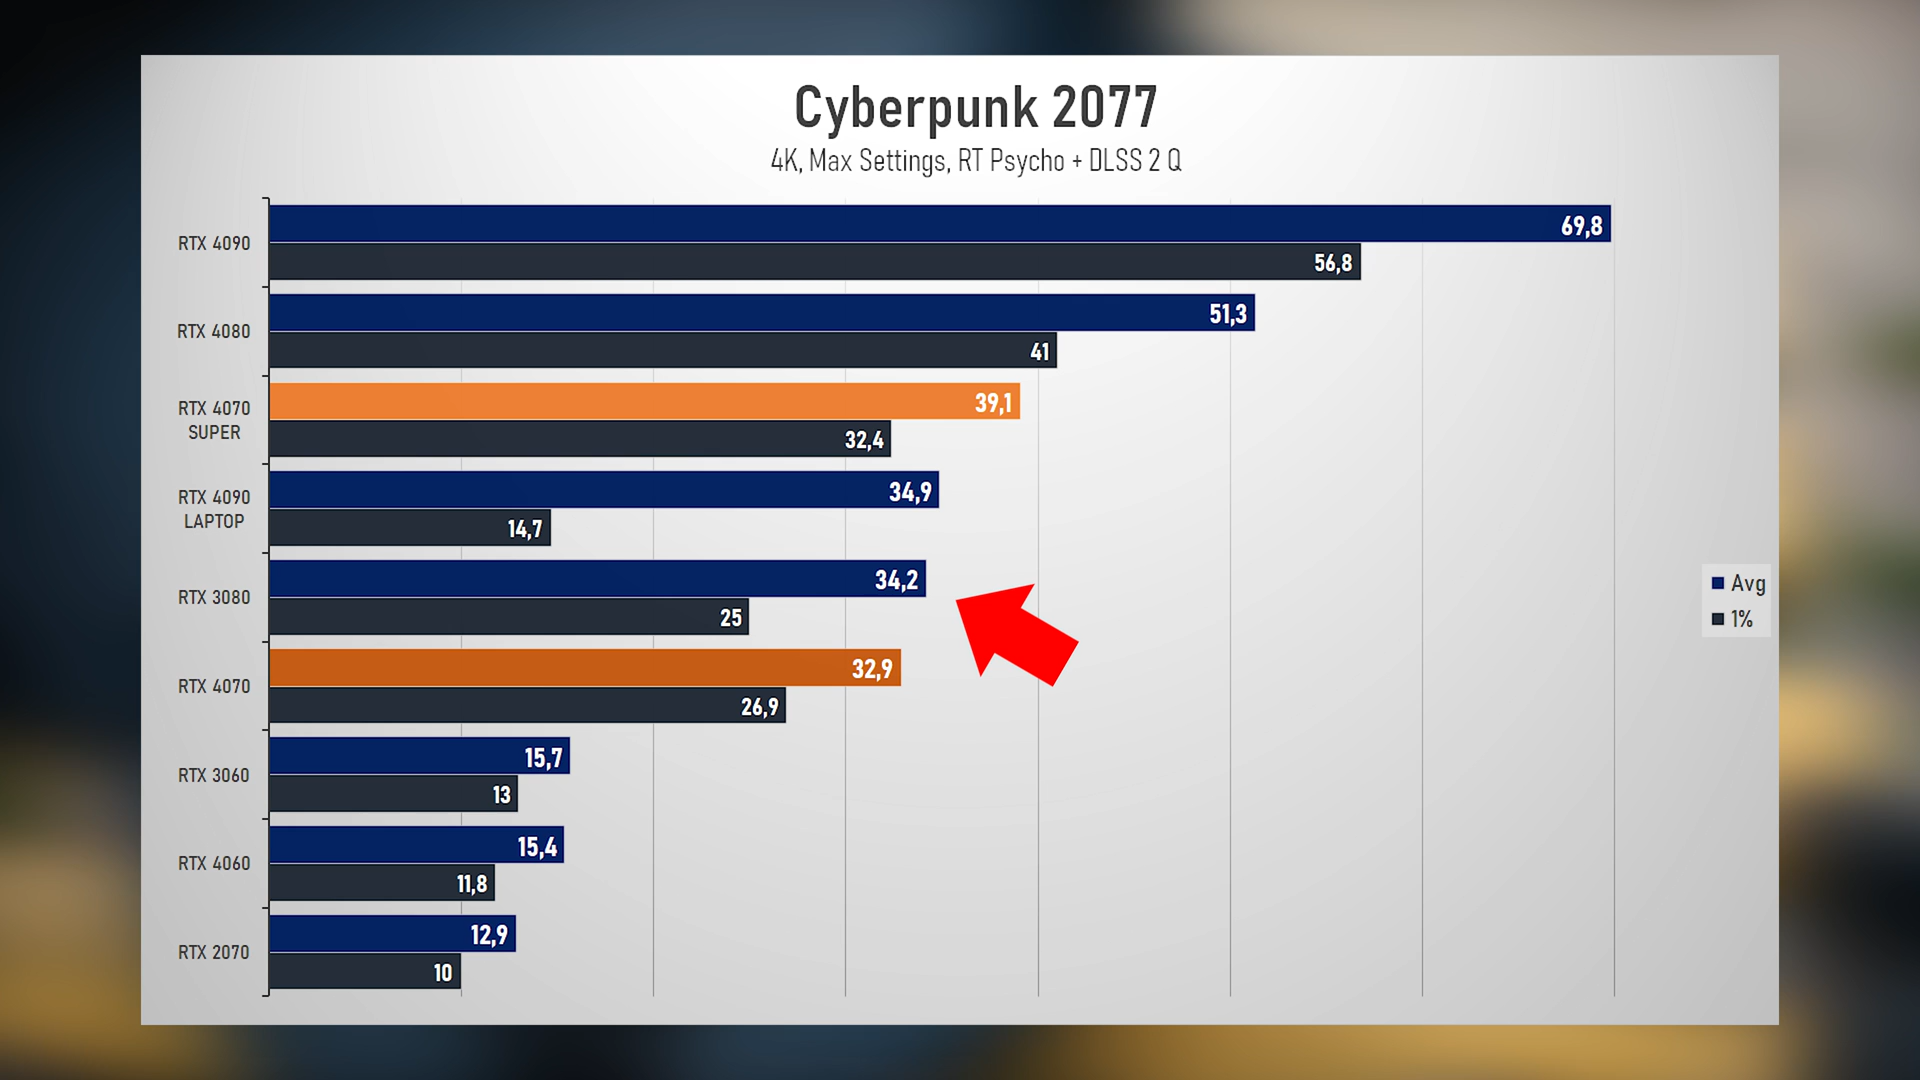 Cyberpunk 2077
4K, Max Settings, RT Psycho + DLSS 2 Q
RTX 4090
69,8
56,8
RTX 4080
51,3
41
RTX 4070
SUPER
39,1
32,4
RTX 4090
LAPTOP
34,9
14,7
RTX 3080
34,2
25
RTX 4070
32,9
26,9
RTX 3060
15,7
13
RTX 4060
15,4
11,8
RTX 2070
12,9
10
Avg
1%